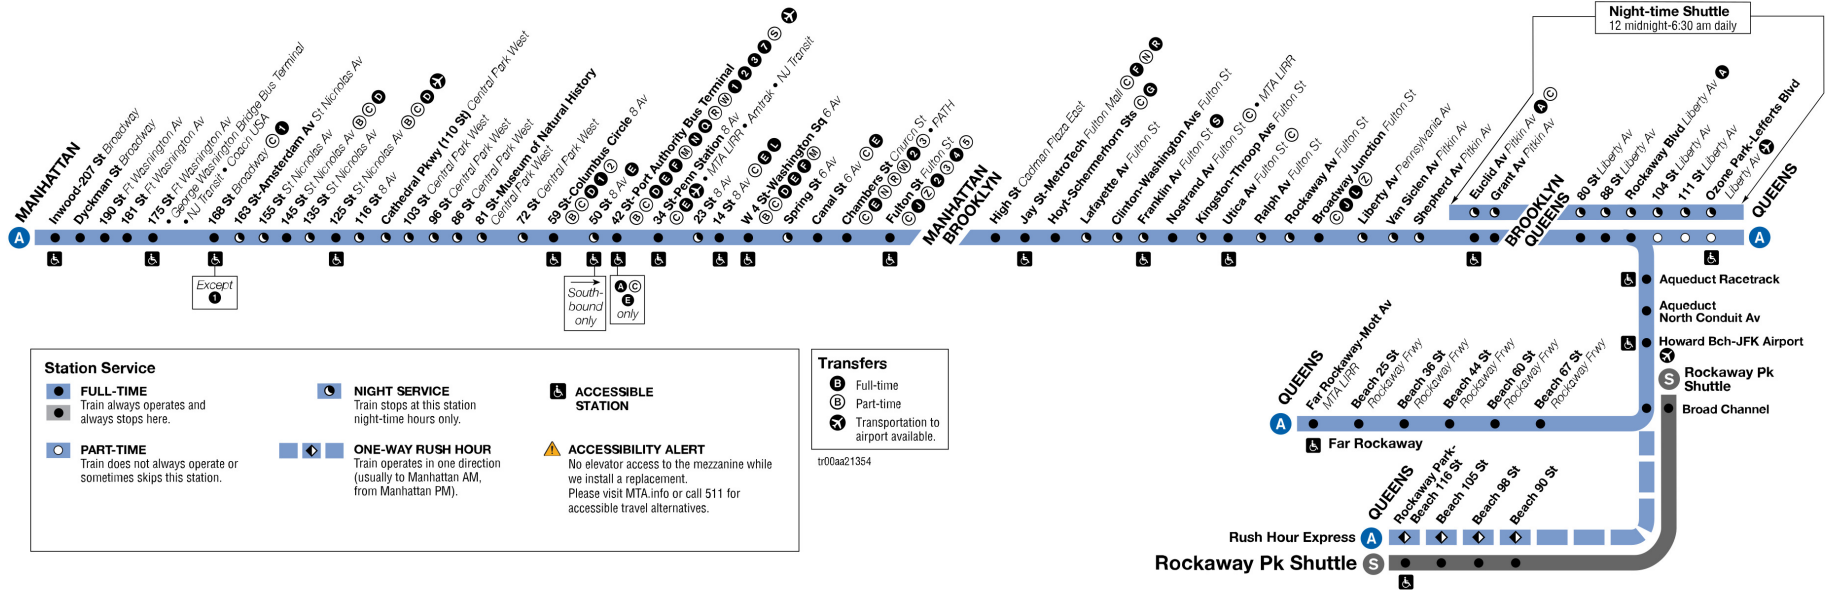 Night-time Shuttle
12 midnight-6:30 am daily
MANHATTAN
Inwood-207 St Broadway
Dyckman St Broadway
190 St Ft Washington Av
181 St Ft Washington Av
175 St Ft Washington Av
• George Washington Bridge Bus Terminal
• NJ Transit • Coach USA
168 St Broadway C 1
163 St-Amsterdam Av St Nicholas Av
155 St St Nicholas Av
145 St St Nicholas Av B C D
135 St St Nicholas Av
125 St St Nicholas Av B C D
116 St 8 Av
Cathedral Pkwy (110 St) Central Park West
103 St Central Park West
96 St Central Park West
86 St Central Park West
81 St-Museum of Natural History
Central Park West
72 St Central Park West
59 St-Columbus Circle 8 Av
B C D 1 2
50 St 8 Av E
42 St-Port Authority Bus Terminal
B C D E F M N Q R W 1 2 3 7 S
34 St-Penn Station 8 Av
C E • MTA LIRR • Amtrak • NJ Transit
23 St 8 Av
14 St 8 Av C E L
W 4 St-Washington Sq 6 Av
B C D E F M
Spring St 6 Av
Canal St 6 Av C E
Chambers St Church St
C E N R W 2 3 • PATH
Fulton St Fulton St
C J Z 2 3 4 5
MANHATTAN
BROOKLYN
High St Cadman Plaza East
Jay St-MetroTech Fulton Mall C F N R
Hoyt-Schermerhorn Sts C G
Lafayette Av Fulton St
Clinton-Washington Avs Fulton St
Franklin Av Fulton St S
Nostrand Av Fulton St C • MTA LIRR
Kingston-Throop Avs Fulton St
Utica Av Fulton St C
Ralph Av Fulton St
Rockaway Av Fulton St
Broadway Junction Fulton St
C J L Z
Liberty Av Pennsylvania Av
Van Siclen Av Pitkin Av
Shepherd Av Pitkin Av
Euclid Av Pitkin Av A C
Grant Av Pitkin Av
BROOKLYN
QUEENS
80 St Liberty Av
88 St Liberty Av
Rockaway Blvd Liberty Av A
104 St Liberty Av
111 St Liberty Av
Ozone Park-Lefferts Blvd
Liberty Av
QUEENS
A
A
Except
1
South-
bound
only
A C
E
only
Aqueduct Racetrack
Aqueduct
North Conduit Av
Howard Bch-JFK Airport
S
Rockaway Pk
Shuttle
Broad Channel
QUEENS
Far Rockaway-Mott Av
MTA LIRR
Beach 25 St
Rockaway Frwy
Beach 36 St
Rockaway Frwy
Beach 44 St
Rockaway Frwy
Beach 60 St
Rockaway Frwy
Beach 67 St
Rockaway Frwy
A
Far Rockaway
QUEENS
Rockaway Park-
Beach 116 St
Beach 105 St
Beach 98 St
Beach 90 St
Rush Hour Express A
Rockaway Pk Shuttle S
Station Service
FULL-TIME
Train always operates and
always stops here.
PART-TIME
Train does not always operate or
sometimes skips this station.
NIGHT SERVICE
Train stops at this station
night-time hours only.
ONE-WAY RUSH HOUR
Train operates in one direction
(usually to Manhattan AM,
from Manhattan PM).
ACCESSIBLE
STATION
ACCESSIBILITY ALERT
No elevator access to the mezzanine while
we install a replacement.
Please visit MTA.info or call 511 for
accessible travel alternatives.
Transfers
B Full-time
B Part-time
Transportation to
airport available.
tr00aa21354